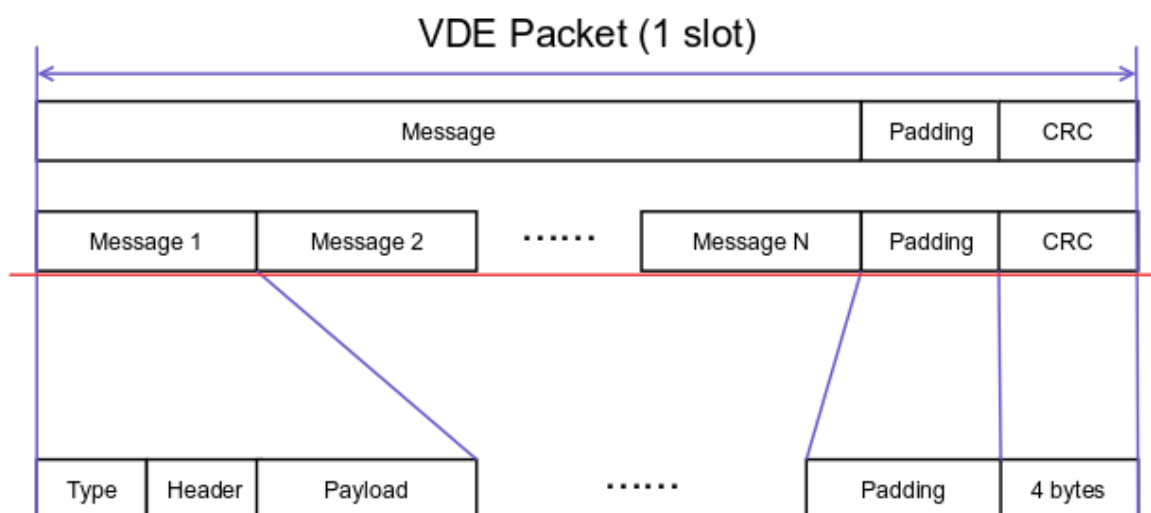 VDE Packet (1 slot)
Message Padding CRC
Message 1 Message 2 ...... Message N Padding CRC
Type Header Payload ...... Padding 4 bytes